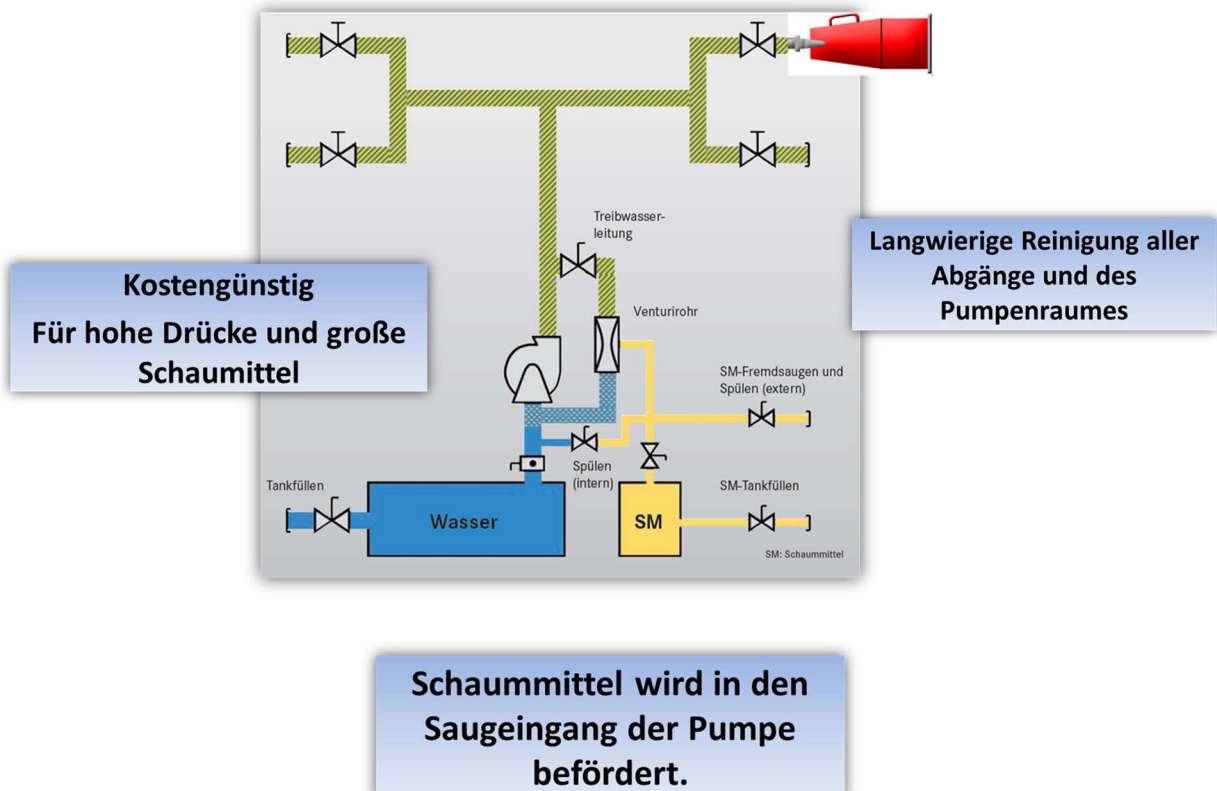 Treibwasser-
leitung
Langwierige Reinigung aller
Abgänge und des
Pumpenraumes
Kostengünstig
Für hohe Drücke und große
Schaumittel
Venturirohr
SM-Fremdsaugen und
Spülen (extern)
Spülen
(intern)
Tankfüllen
SM-Tankfüllen
Wasser
SM
SM: Schaummittel
Schaummittel wird in den
Saugeingang der Pumpe
befördert.